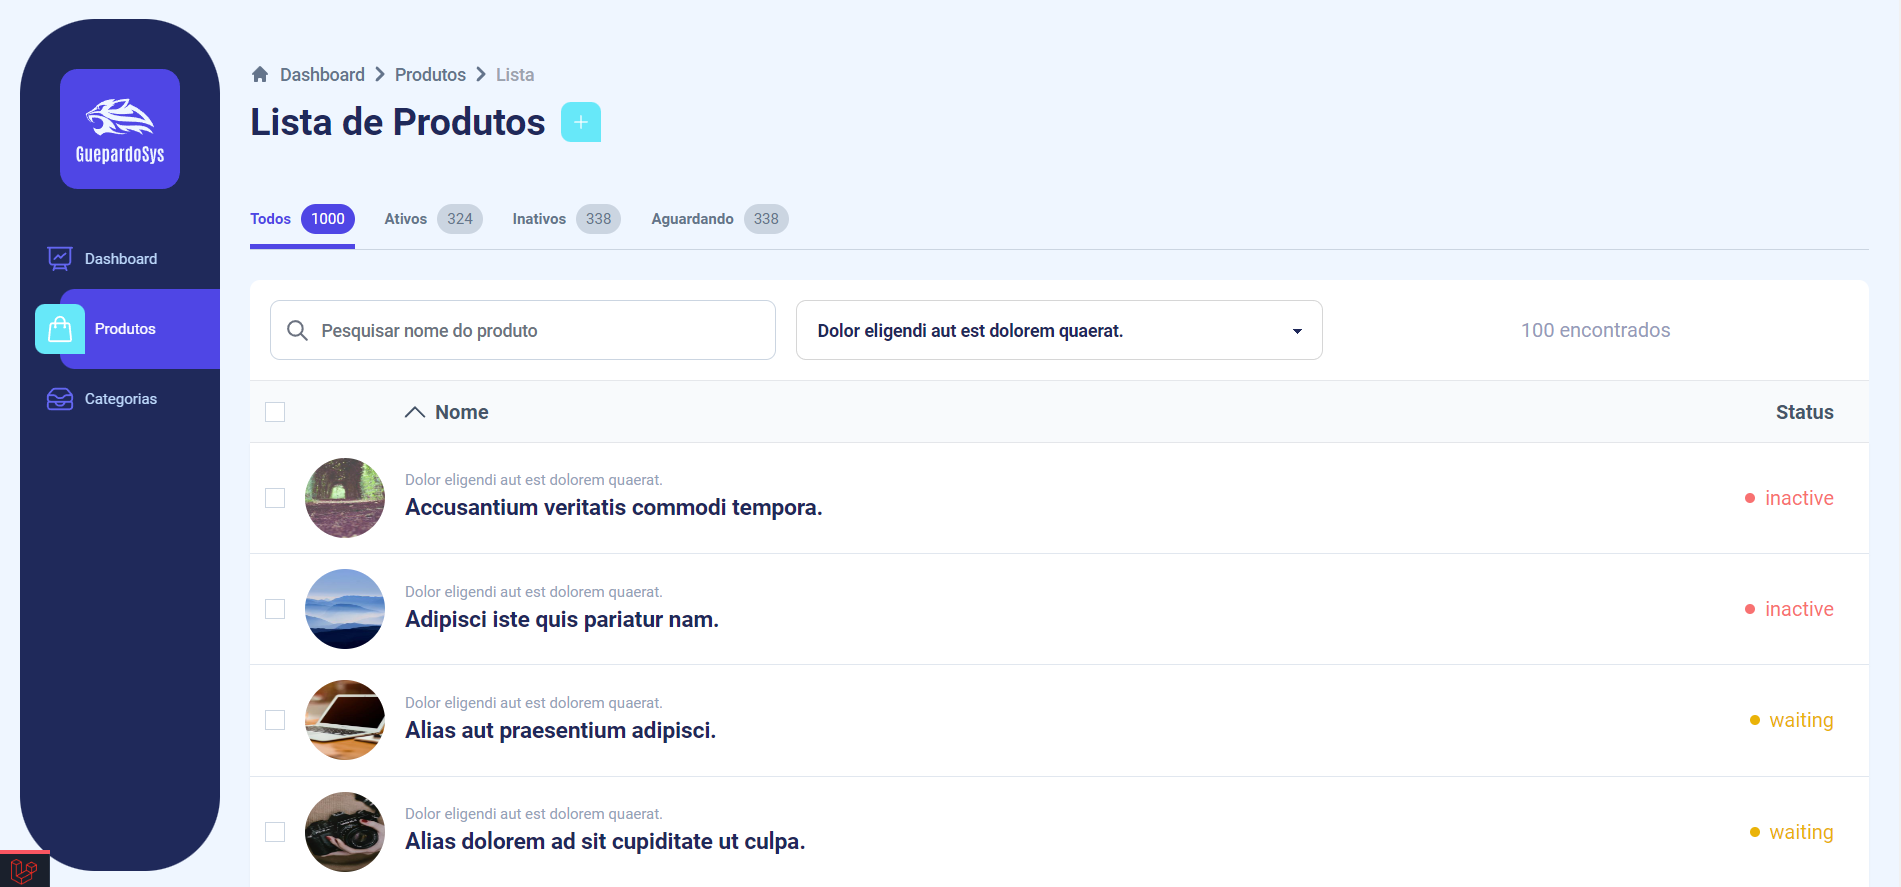 GuepardoSys
Dashboard
Produtos
Categorias
Dashboard Produtos Lista
Lista de Produtos
Todos 1000 Ativos 324 Inativos 338 Aguardando 338
Pesquisar nome do produto
Dolor eligendi aut est dolorem quaerat.
100 encontrados
Nome Status
Dolor eligendi aut est dolorem quaerat.
Accusantium veritatis commodi tempora.
inactive
Dolor eligendi aut est dolorem quaerat.
Adipisci iste quis pariatur nam.
inactive
Dolor eligendi aut est dolorem quaerat.
Alias aut praesentium adipisci.
waiting
Dolor eligendi aut est dolorem quaerat.
Alias dolorem ad sit cupiditate ut culpa.
waiting